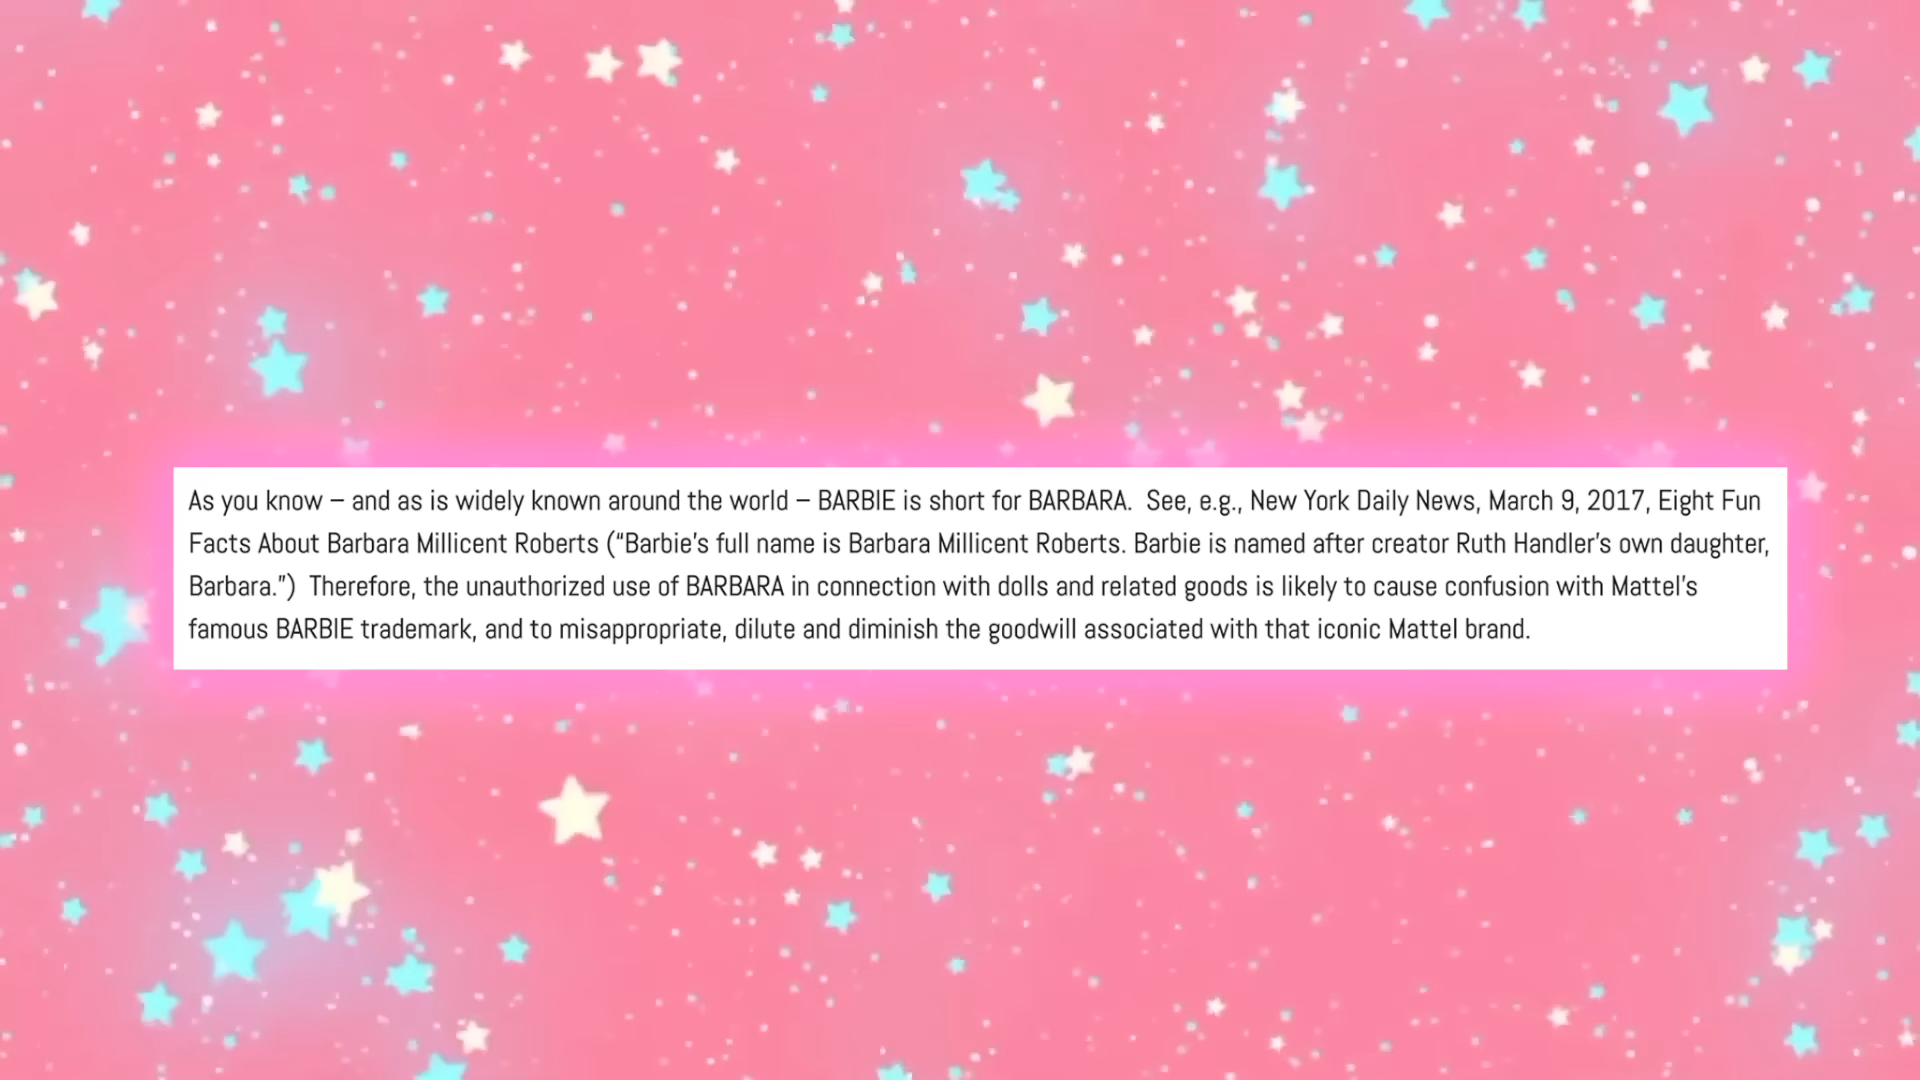 As you know – and as is widely known around the world – BARBIE is short for BARBARA.  See, e.g., New York Daily News, March 9, 2017, Eight Fun
Facts About Barbara Millicent Roberts (“Barbie’s full name is Barbara Millicent Roberts. Barbie is named after creator Ruth Handler’s own daughter,
Barbara.”)  Therefore, the unauthorized use of BARBARA in connection with dolls and related goods is likely to cause confusion with Mattel’s
famous BARBIE trademark, and to misappropriate, dilute and diminish the goodwill associated with that iconic Mattel brand.